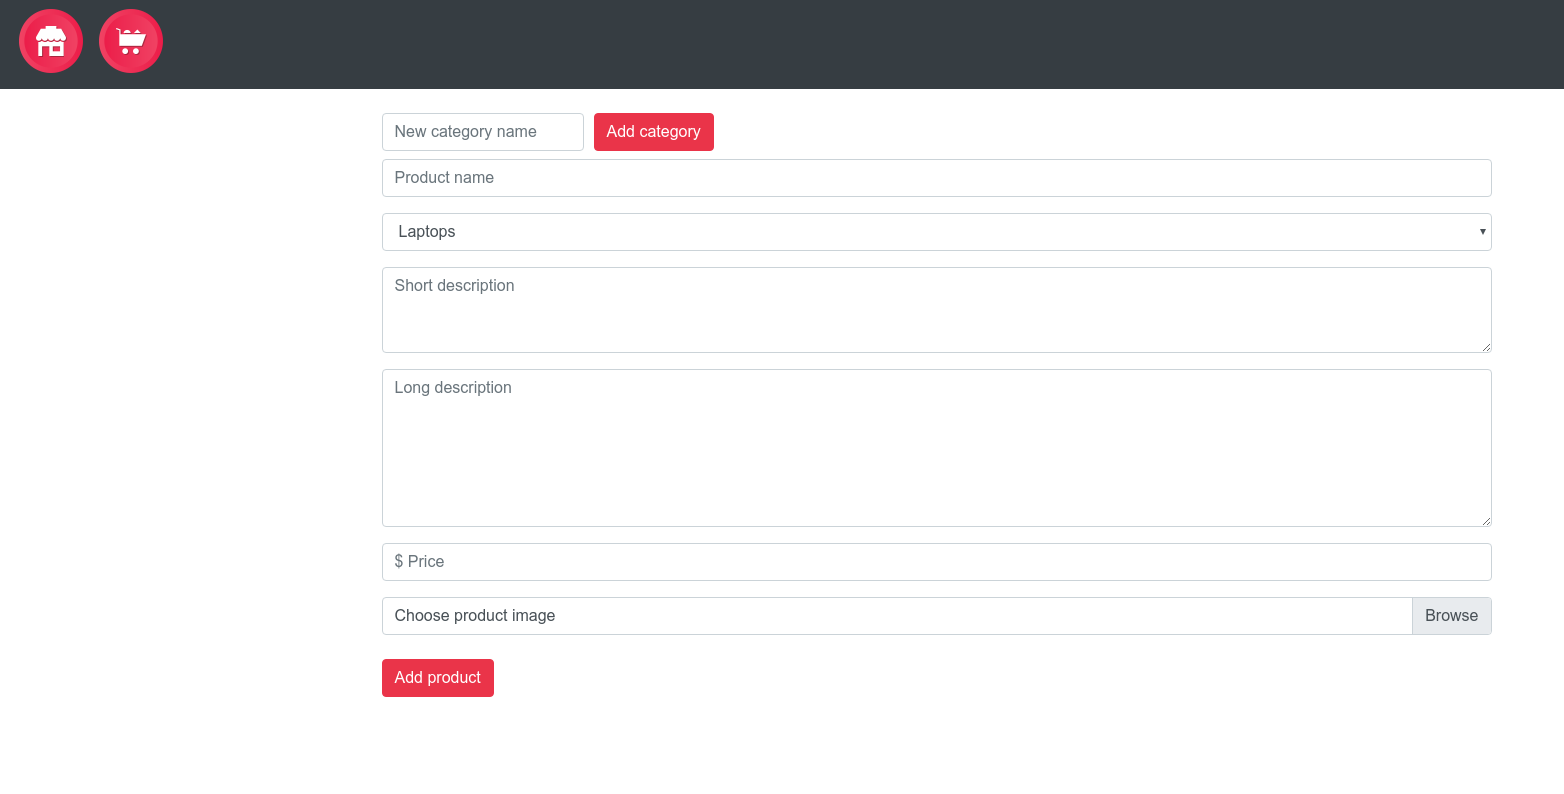 New category name Add category
Product name
Laptops
Short description
Long description
$ Price
Choose product image Browse
Add product